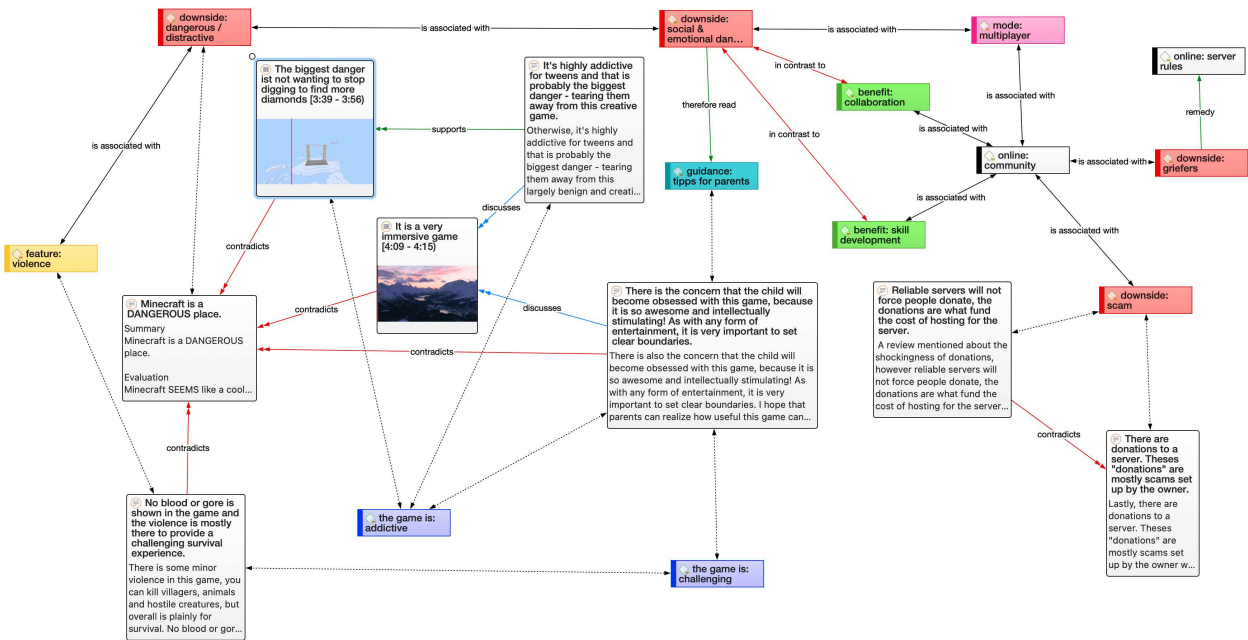 downside:
dangerous /
distractive
is associated with
downside:
social &
emotional dan...
is associated with
mode:
multiplayer
online: server
rules
The biggest danger
ist not wanting to stop
digging to find more
diamonds [3:39 - 3:56)
It's highly addictive
for tweens and that is
probably the biggest
danger - tearing them
away from this creative
game.
Otherwise, it's highly
addictive for tweens and
that is probably the
biggest danger - tearing
them away from this
largely benign and creati...
in contrast to
benefit:
collaboration
is associated with
therefore read
remedy
supports
is associated with
in contrast to
is associated with
online:
community
is associated with
downside:
griefers
guidance:
tipps for parents
is associated with
discusses
benefit: skill
development
is associated with
It is a very
immersive game
[4:09 - 4:15)
contradicts
feature:
violence
Minecraft is a
DANGEROUS place.
Summary
Minecraft is a DANGEROUS
place.
Evaluation
Minecraft SEEMS like a cool...
contradicts
discusses
There is the concern that the child will
become obsessed with this game, because
it is so awesome and intellectually
stimulating! As with any form of
entertainment, it is very important to set
clear boundaries.
There is also the concern that the child will
become obsessed with this game, because it is
so awesome and intellectually stimulating! As
with any form of entertainment, it is very
important to set clear boundaries. I hope that
parents can realize how useful this game can...
Reliable servers will not
force people donate, the
donations are what fund
the cost of hosting for the
server.
A review mentioned about the
shockingness of donations,
however reliable servers will
not force people donate, the
donations are what fund the
cost of hosting for the server...
downside:
scam
contradicts
contradicts
contradicts
There are
donations to a
server. Theses
"donations" are
mostly scams set
up by the owner.
Lastly, there are
donations to a
server. Theses
"donations" are
mostly scams set
up by the owner w...
No blood or gore is
shown in the game and
the violence is mostly
there to provide a
challenging survival
experience.
There is some minor
violence in this game, you
can kill villagers, animals
and hostile creatures, but
overall is plainly for
survival. No blood or gor...
the game is:
addictive
the game is:
challenging